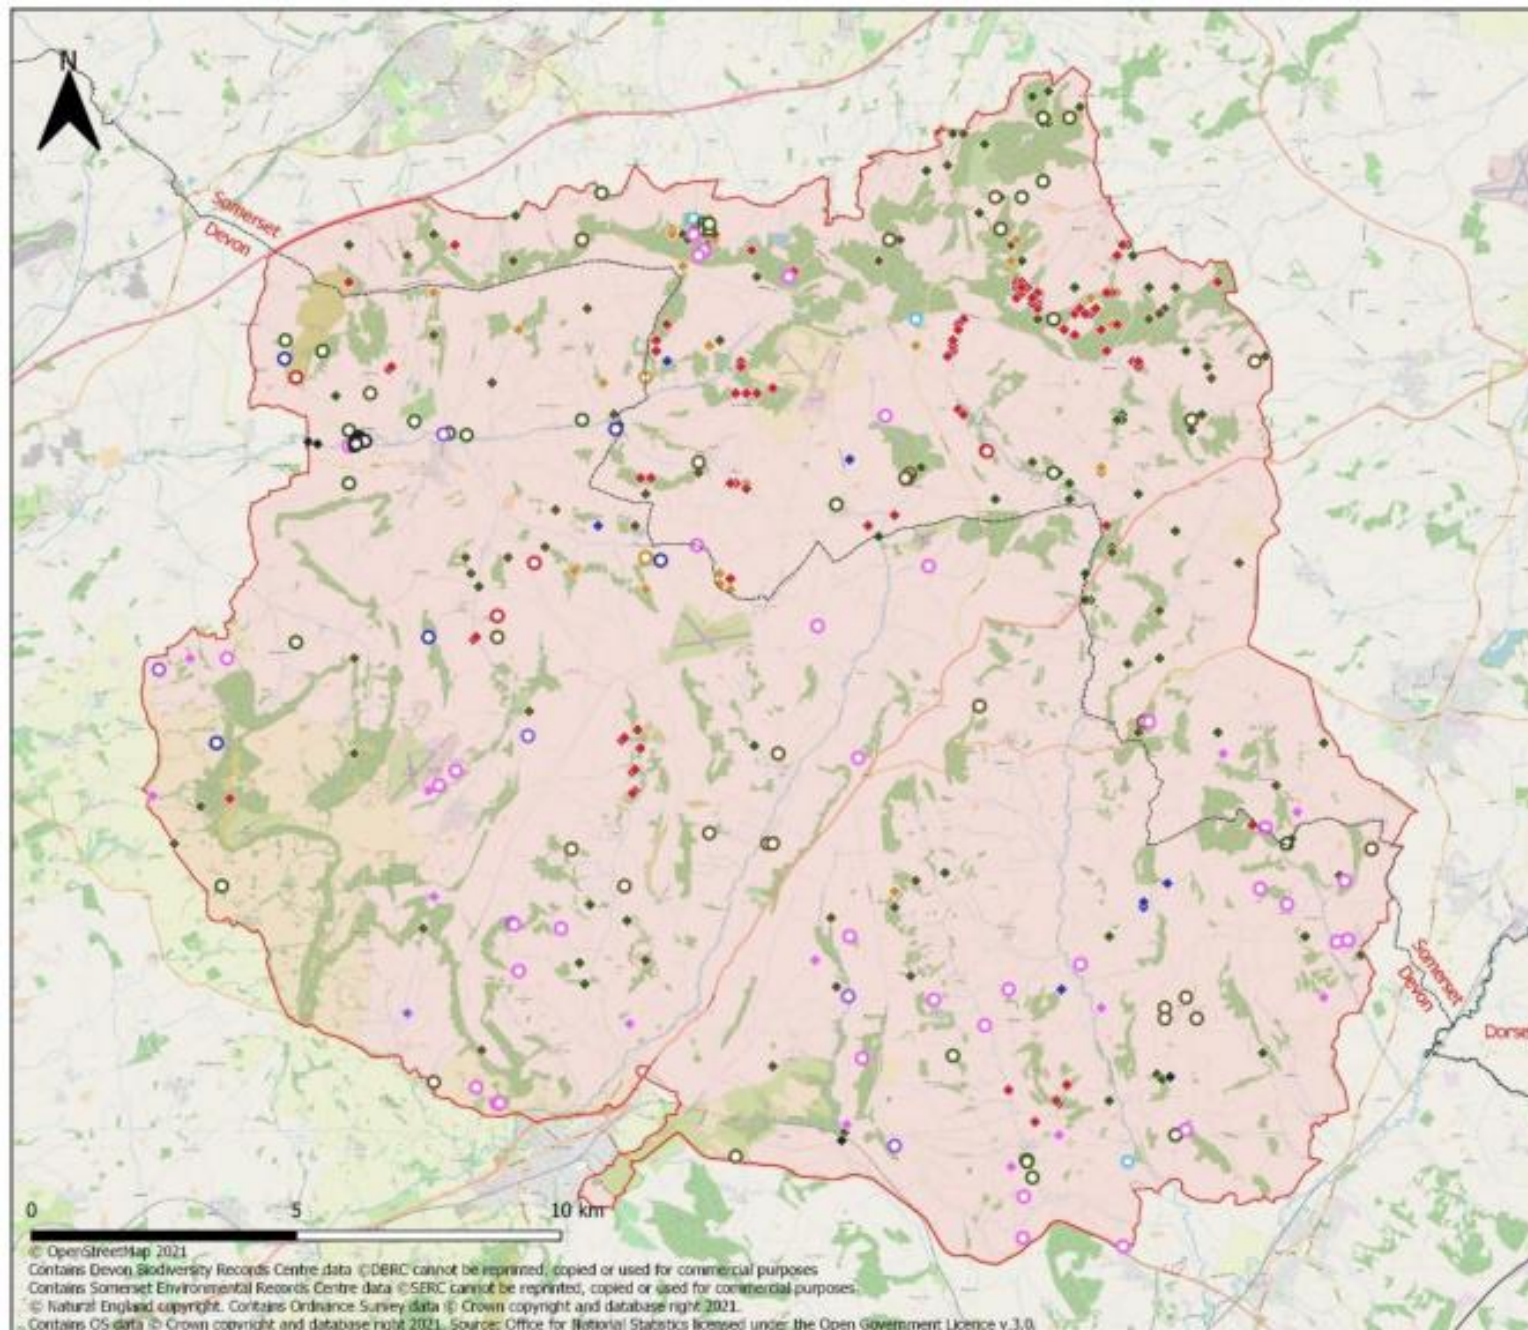 N
Somerset
Devon
Somerset
Devon
Dorse
0 5 10 km
© OpenStreetMap 2021
Contains Devon Biodiversity Records Centre data ©DBRC cannot be reprinted, copied or used for commercial purposes
Contains Somerset Environmental Records Centre data ©SERC cannot be reprinted, copied or used for commercial purposes
© Natural England copyright. Contains Ordnance Survey data © Crown copyright and database right 2021.
Contains OS data © Crown copyright and database right 2021. Source: Office for National Statistics licensed under the Open Government Licence v.3.0.